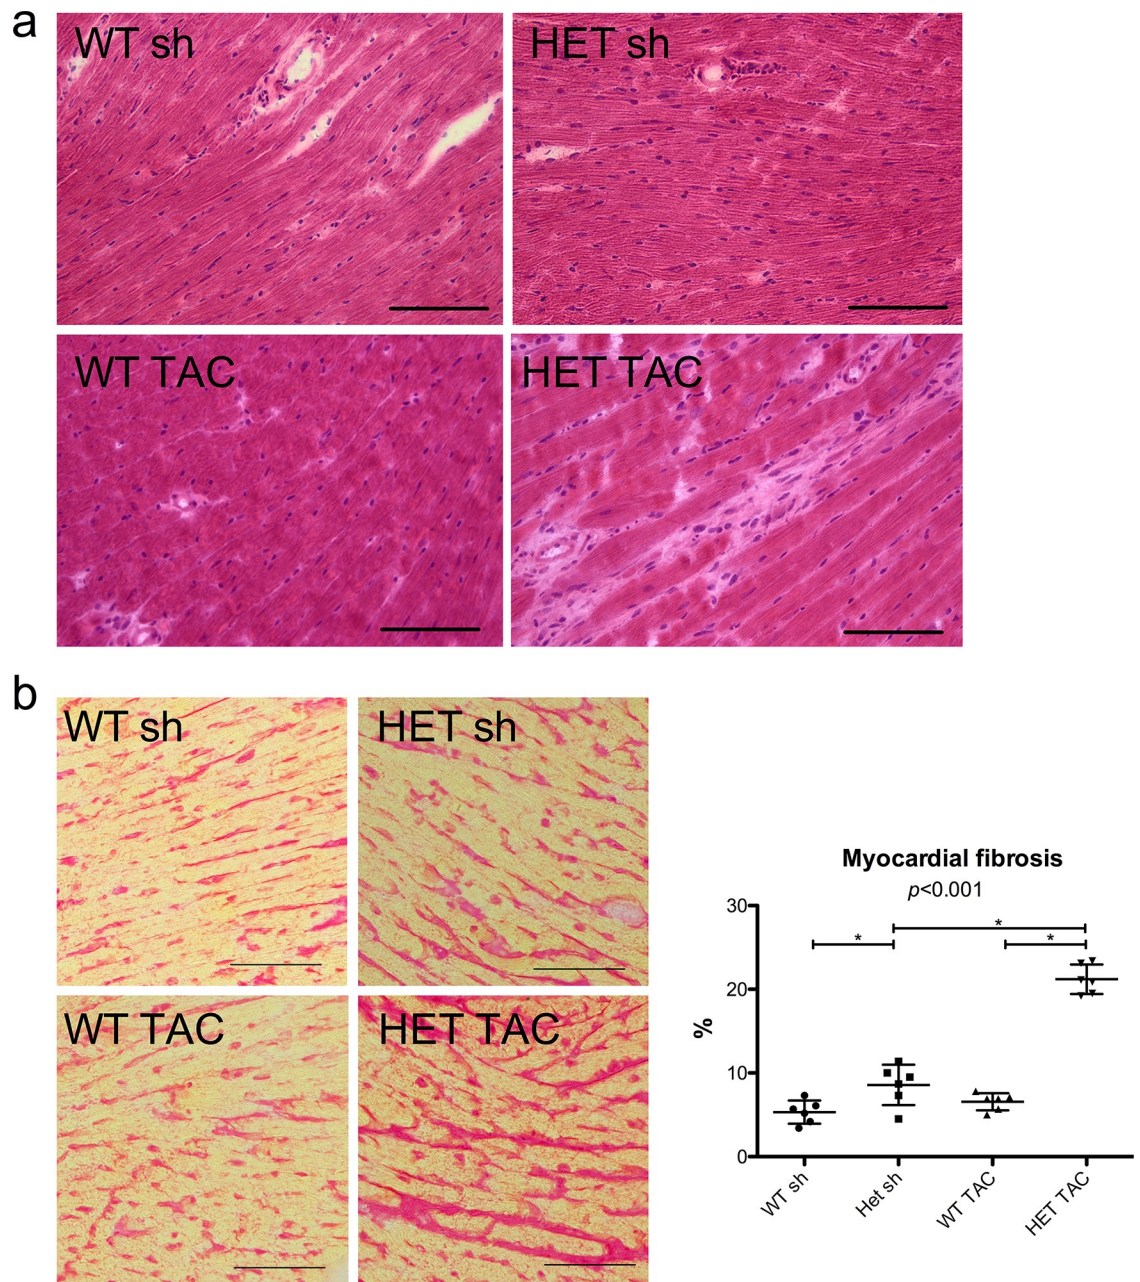 a
WT sh
HET sh
WT TAC
HET TAC
b
WT sh
HET sh
WT TAC
HET TAC
Myocardial fibrosis
p<0.001
*
*
*
30
20
10
0
%
WT sh
Het sh
WT TAC
HET TAC